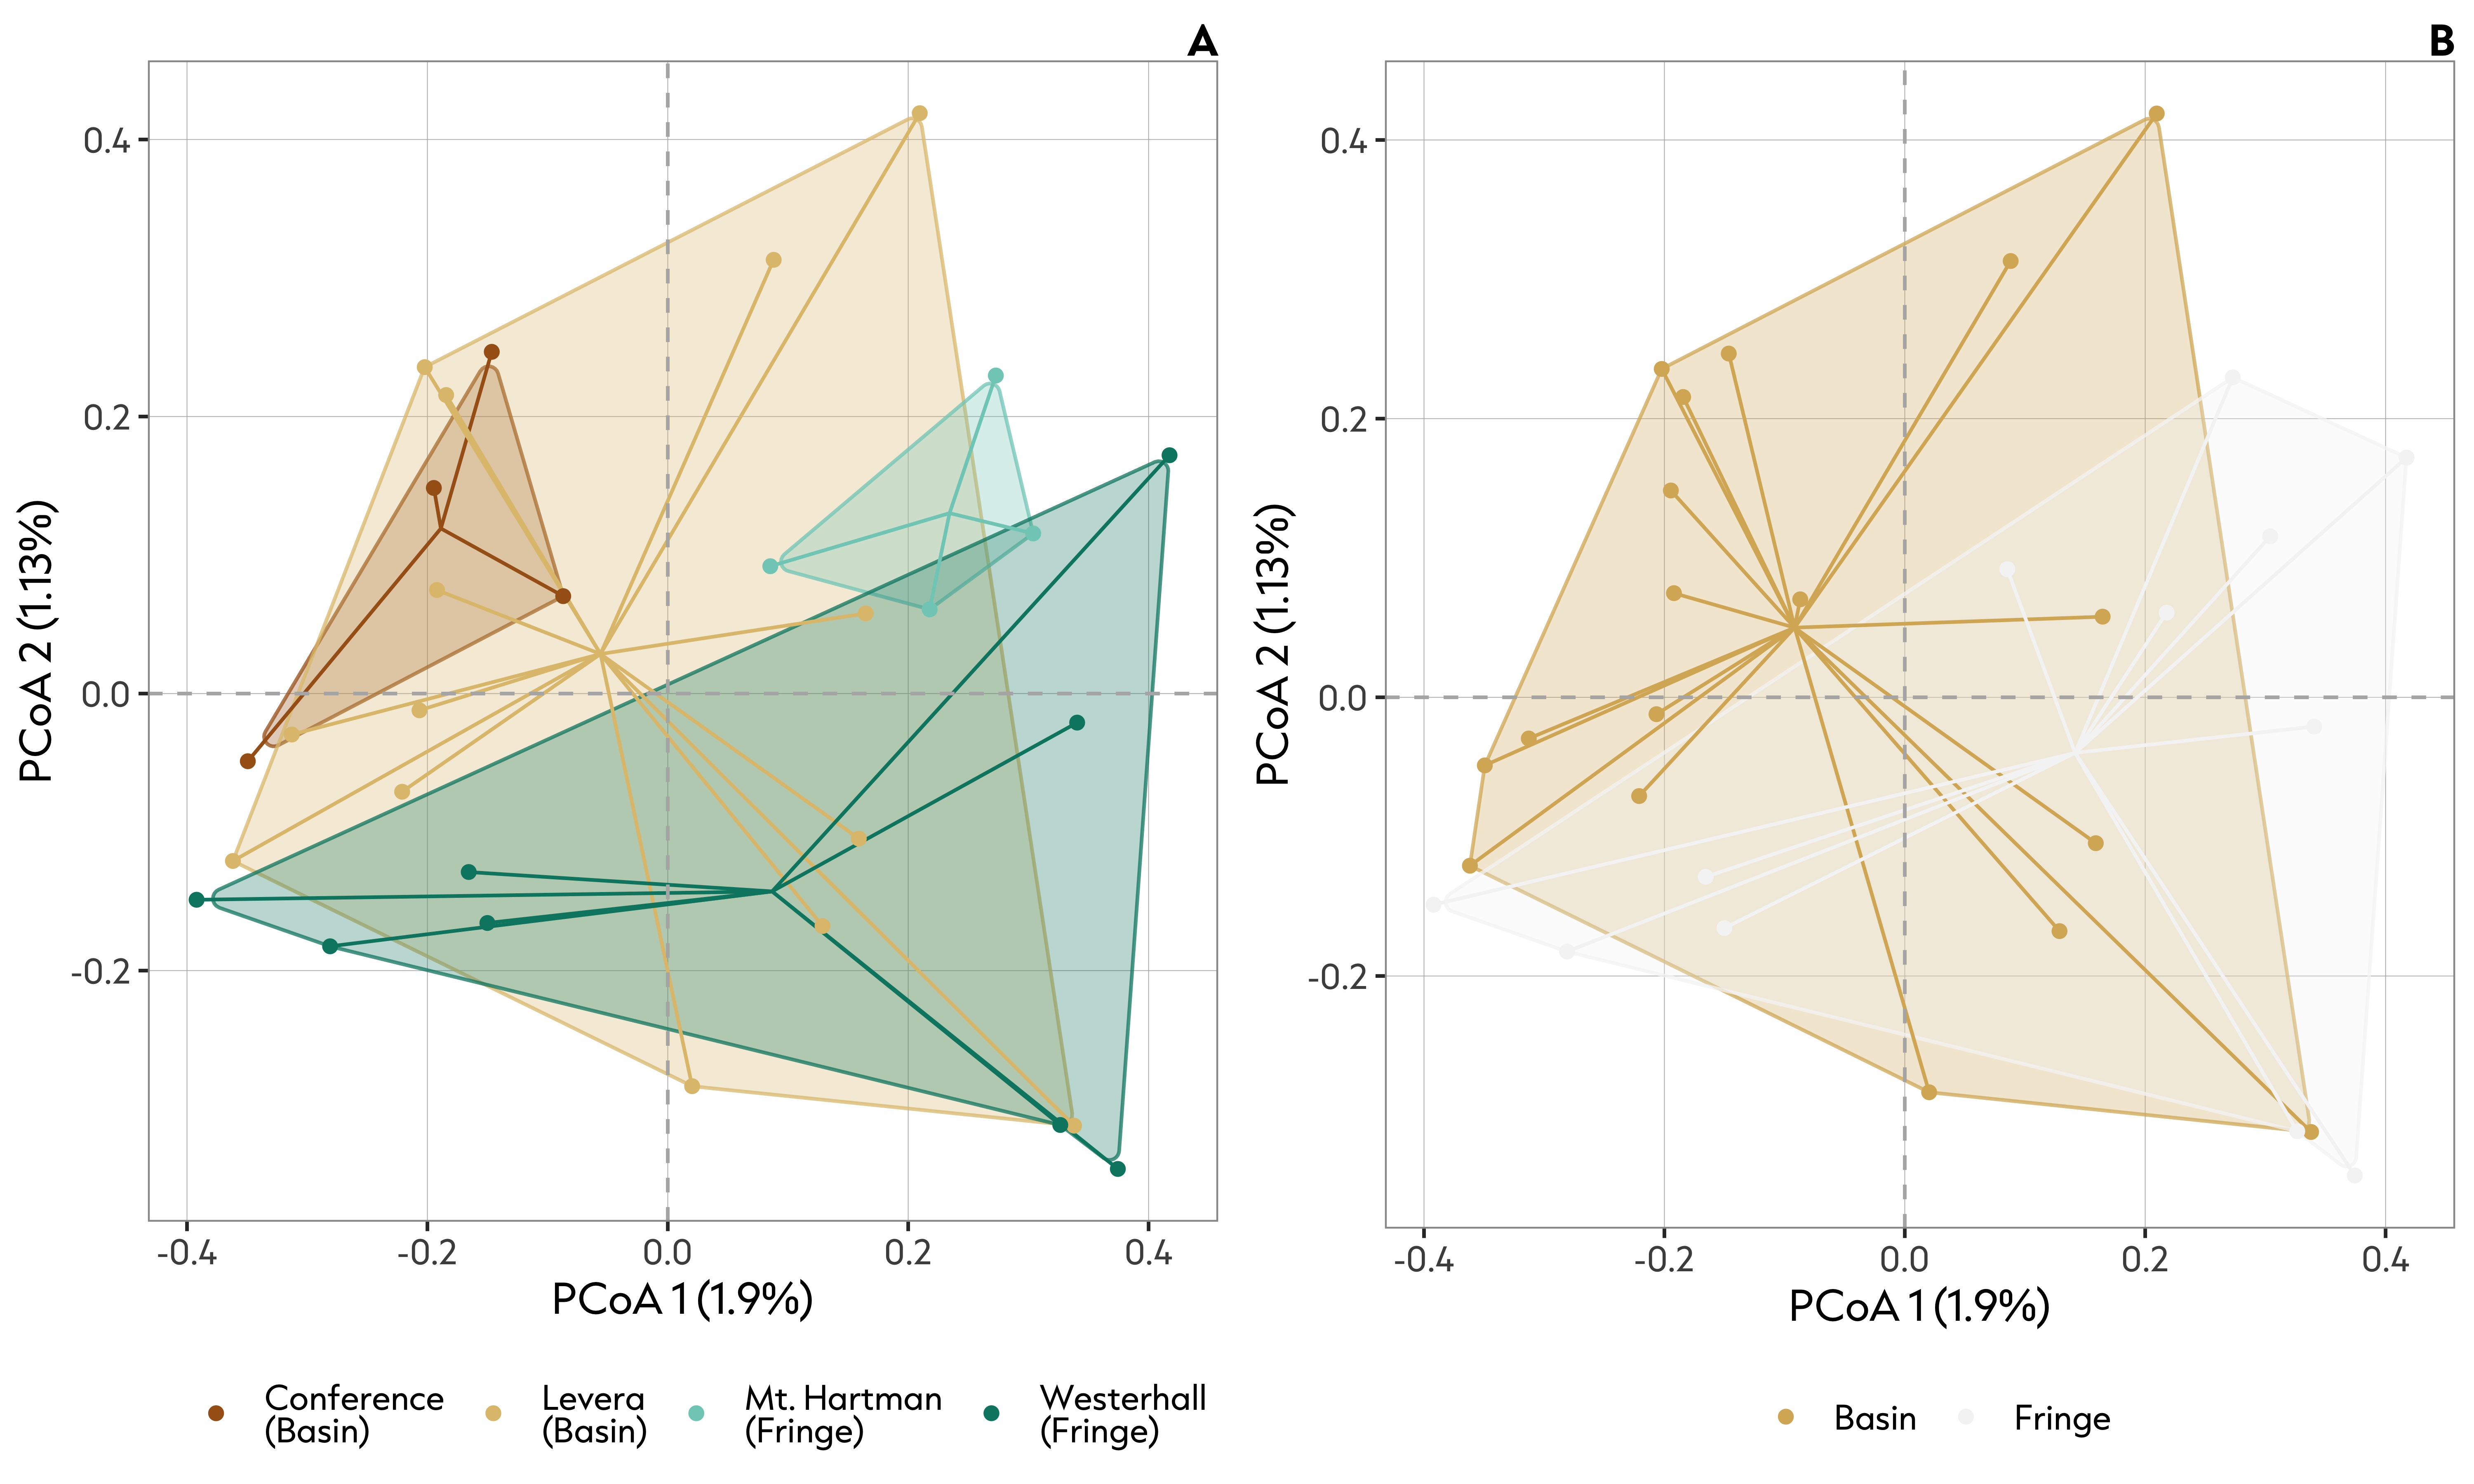 A
0.4
0.2
0.0
-0.2
PCoA 2 (1.13%)
-0.4
-0.2
0.0
0.2
0.4
PCoA 1 (1.9%)
Conference
(Basin)
Levera
(Basin)
Mt. Hartman
(Fringe)
Westerhall
(Fringe)
B
0.4
0.2
0.0
-0.2
PCoA 2 (1.13%)
-0.4
-0.2
0.0
0.2
0.4
PCoA 1 (1.9%)
Basin
Fringe